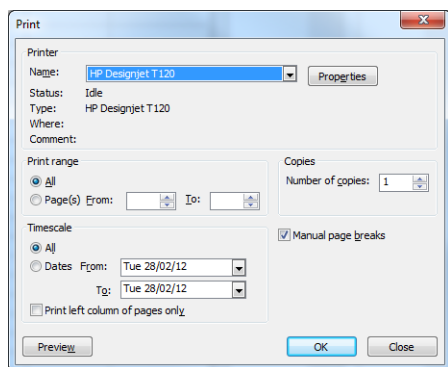 Print
Printer
Name: HP Designjet T120 Properties
Status: Idle
Type: HP Designjet T120
Where:
Comment:
Print range
All
Page(s) From: To:
Copies
Number of copies: 1
Timescale
All
Dates From: Tue 28/02/12
To: Tue 28/02/12
Print left column of pages only
Manual page breaks
Preview OK Close